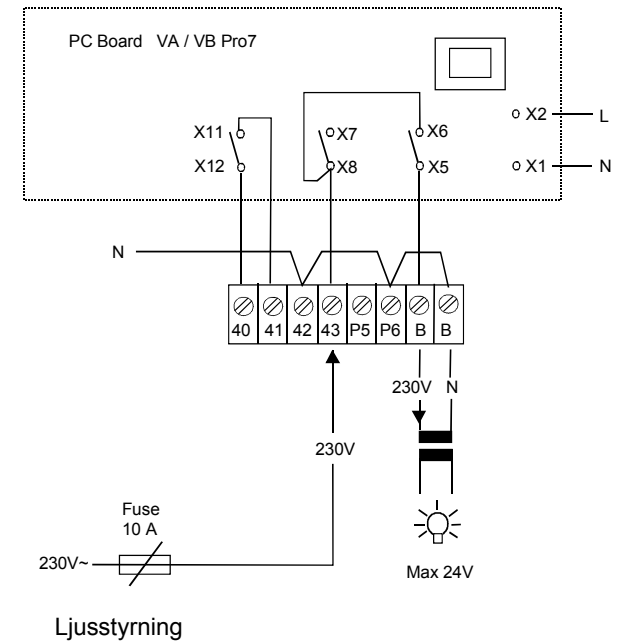 PC Board VA / VB Pro7
X2 L
X11 X7 X6
X12 X8 X5 X1 N
N
40 41 42 43 P5 P6 B B
230V N
230V
Fuse
10 A
230V~
Max 24V
Ljusstyrning